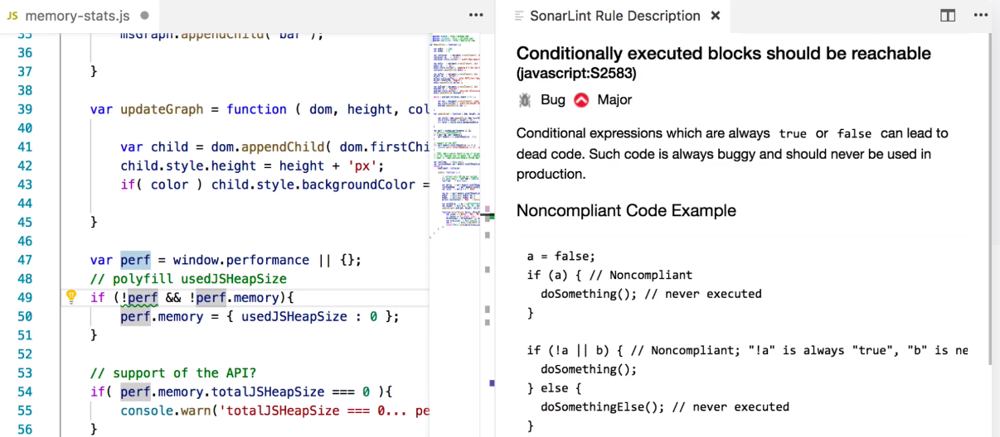 JS memory-stats.js
35 msGraph.appendChild( bar );
36
37 }
38
39 var updateGraph = function ( dom, height, col
40
41 var child = dom.appendChild( dom.firstChi
42 child.style.height = height + 'px';
43 if( color ) child.style.backgroundColor =
44
45 }
46
47 var perf = window.performance || {};
48 // polyfill usedJSHeapSize
49 if (!perf && !perf.memory){
50 perf.memory = { usedJSHeapSize : 0 };
51 }
52
53 // support of the API?
54 if( perf.memory.totalJSHeapSize === 0 ){
55 console.warn('totalJSHeapSize === 0... pe
56 }
SonarLint Rule Description
Conditionally executed blocks should be reachable
(javascript:S2583)
Bug Major
Conditional expressions which are always true or false can lead to
dead code. Such code is always buggy and should never be used in
production.
Noncompliant Code Example
a = false;
if (a) { // Noncompliant
doSomething(); // never executed
}
if (!a || b) { // Noncompliant; "!a" is always "true", "b" is ne
doSomething();
} else {
doSomethingElse(); // never executed
}